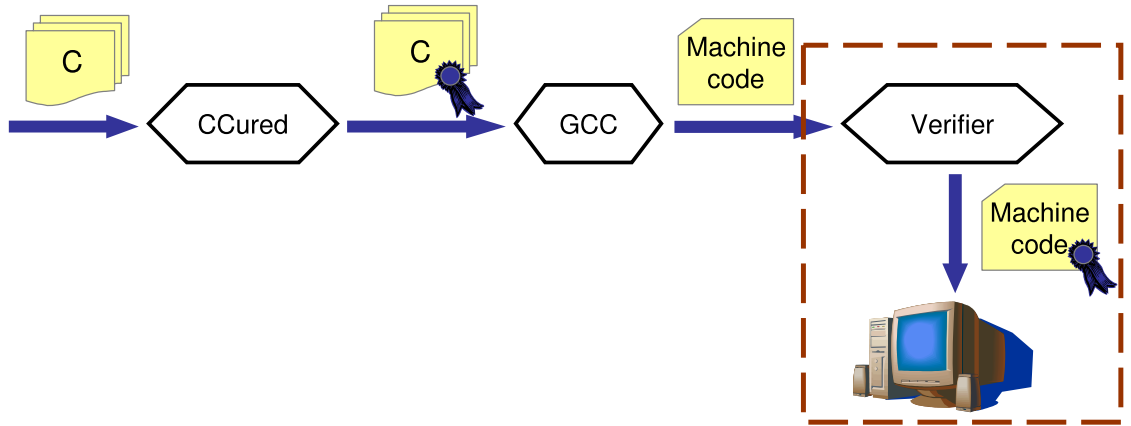 C
CCured
C
GCC
Machine
code
Verifier
Machine
code